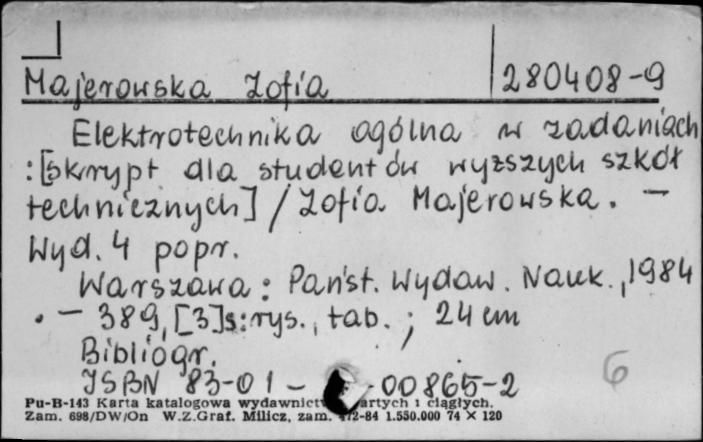 Majerowska Zofia 280408-9
Elektrotechnika ogólna w zadaniach
: [skrypt dla studentów wyższych szkół
technicznych] / Zofia Majerowska. —
Wyd. 4 popr.
Warszawa : Państ. Wydaw. Nauk., 1984
. — 389, [3]s : rys., tab. ; 24 cm
Bibliogr.
ISBN 83-01- -00865-2
6
Pu-B-143 Karta katalogowa wydawnict artych i ciągłych.
Zam. 698/DW/On W.Z.Graf. Milicz, zam. 2-84 1.550.000 74 × 120